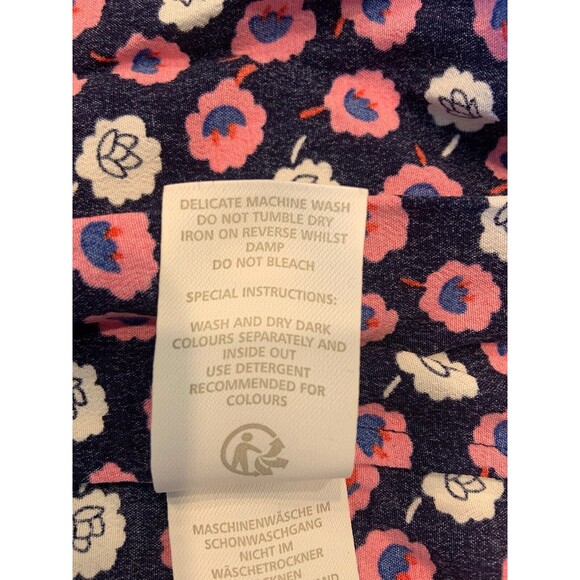 DELICATE MACHINE WASH
DO NOT TUMBLE DRY
IRON ON REVERSE WHILST
DAMP
DO NOT BLEACH
SPECIAL INSTRUCTIONS:
WASH AND DRY DARK
COLOURS SEPARATELY AND
INSIDE OUT
USE DETERGENT
RECOMMENDED FOR
COLOURS
MASCHINENWÄSCHE IM
SCHONWASCHGANG
NICHT IM
WÄSCHETROCKNER